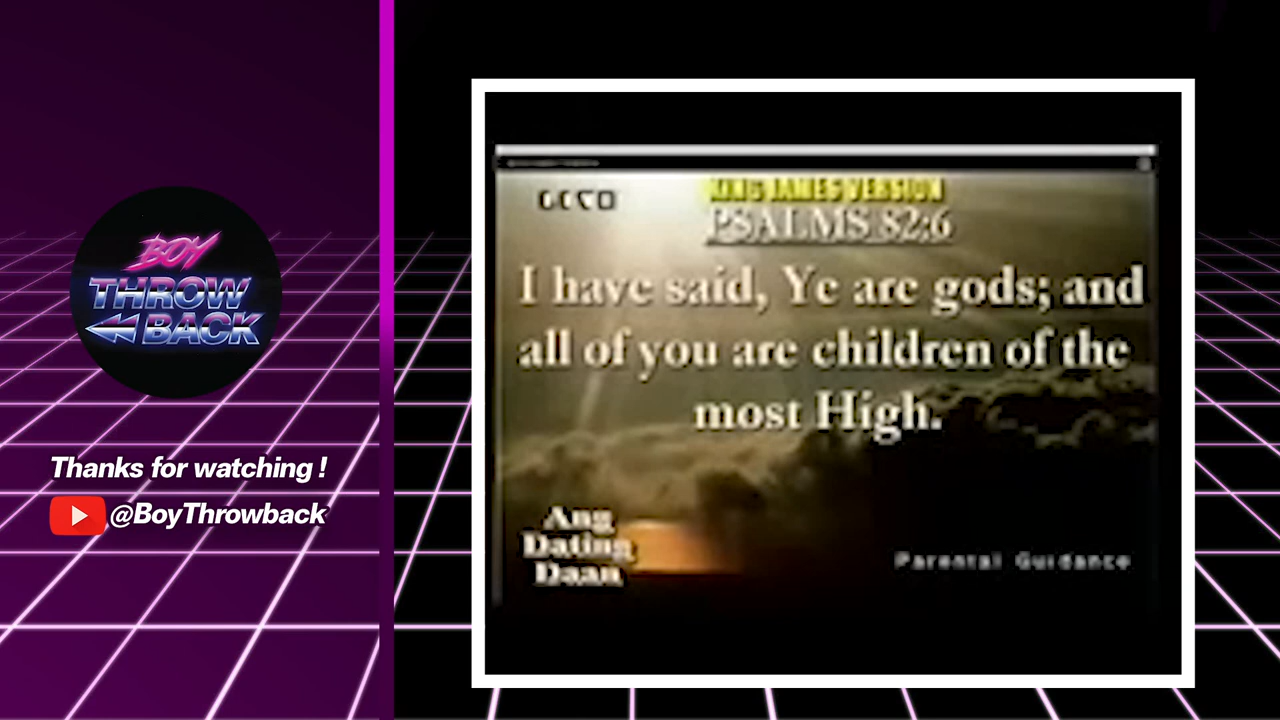 BOY
THROW
BACK
Thanks for watching !
@BoyThrowback
KING JAMES VERSION
PSALMS 82:6
I have said, Ye are gods; and
all of you are children of the
most High.
Ang
Dating
Daan
Parental Guidance